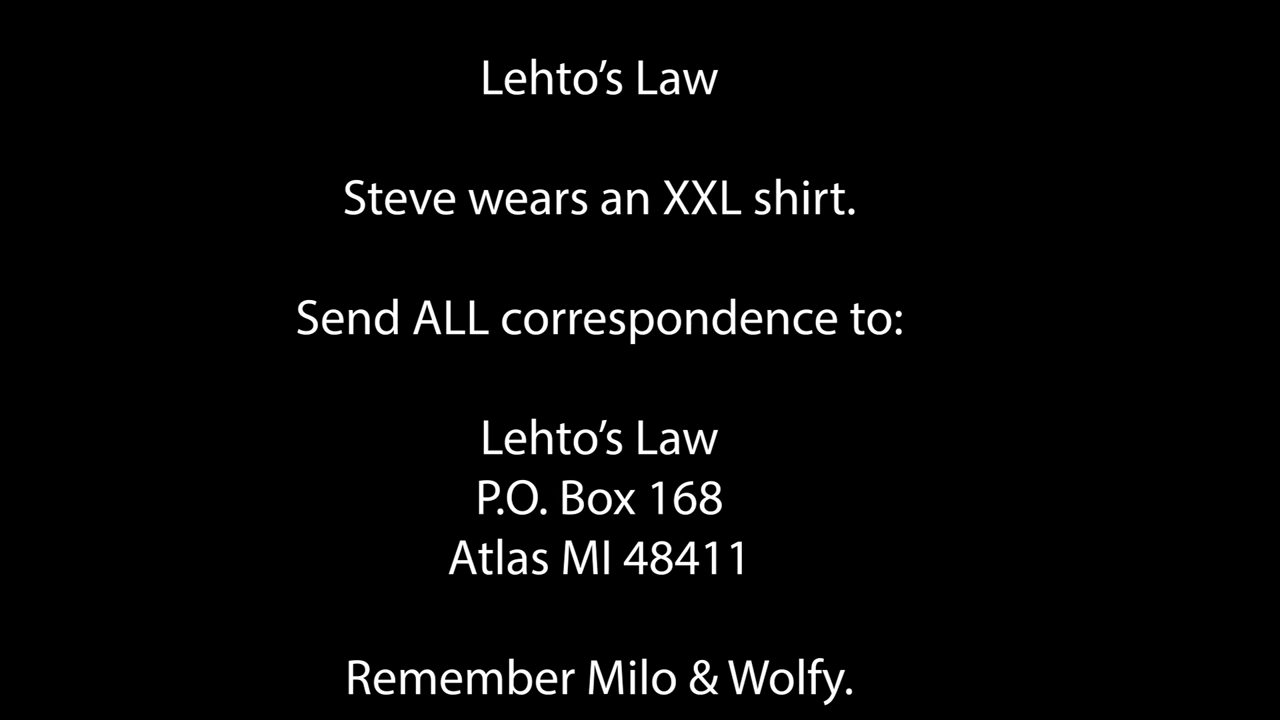 Lehto’s Law
Steve wears an XXL shirt.
Send ALL correspondence to:
Lehto’s Law
P.O. Box 168
Atlas MI 48411
Remember Milo & Wolfy.